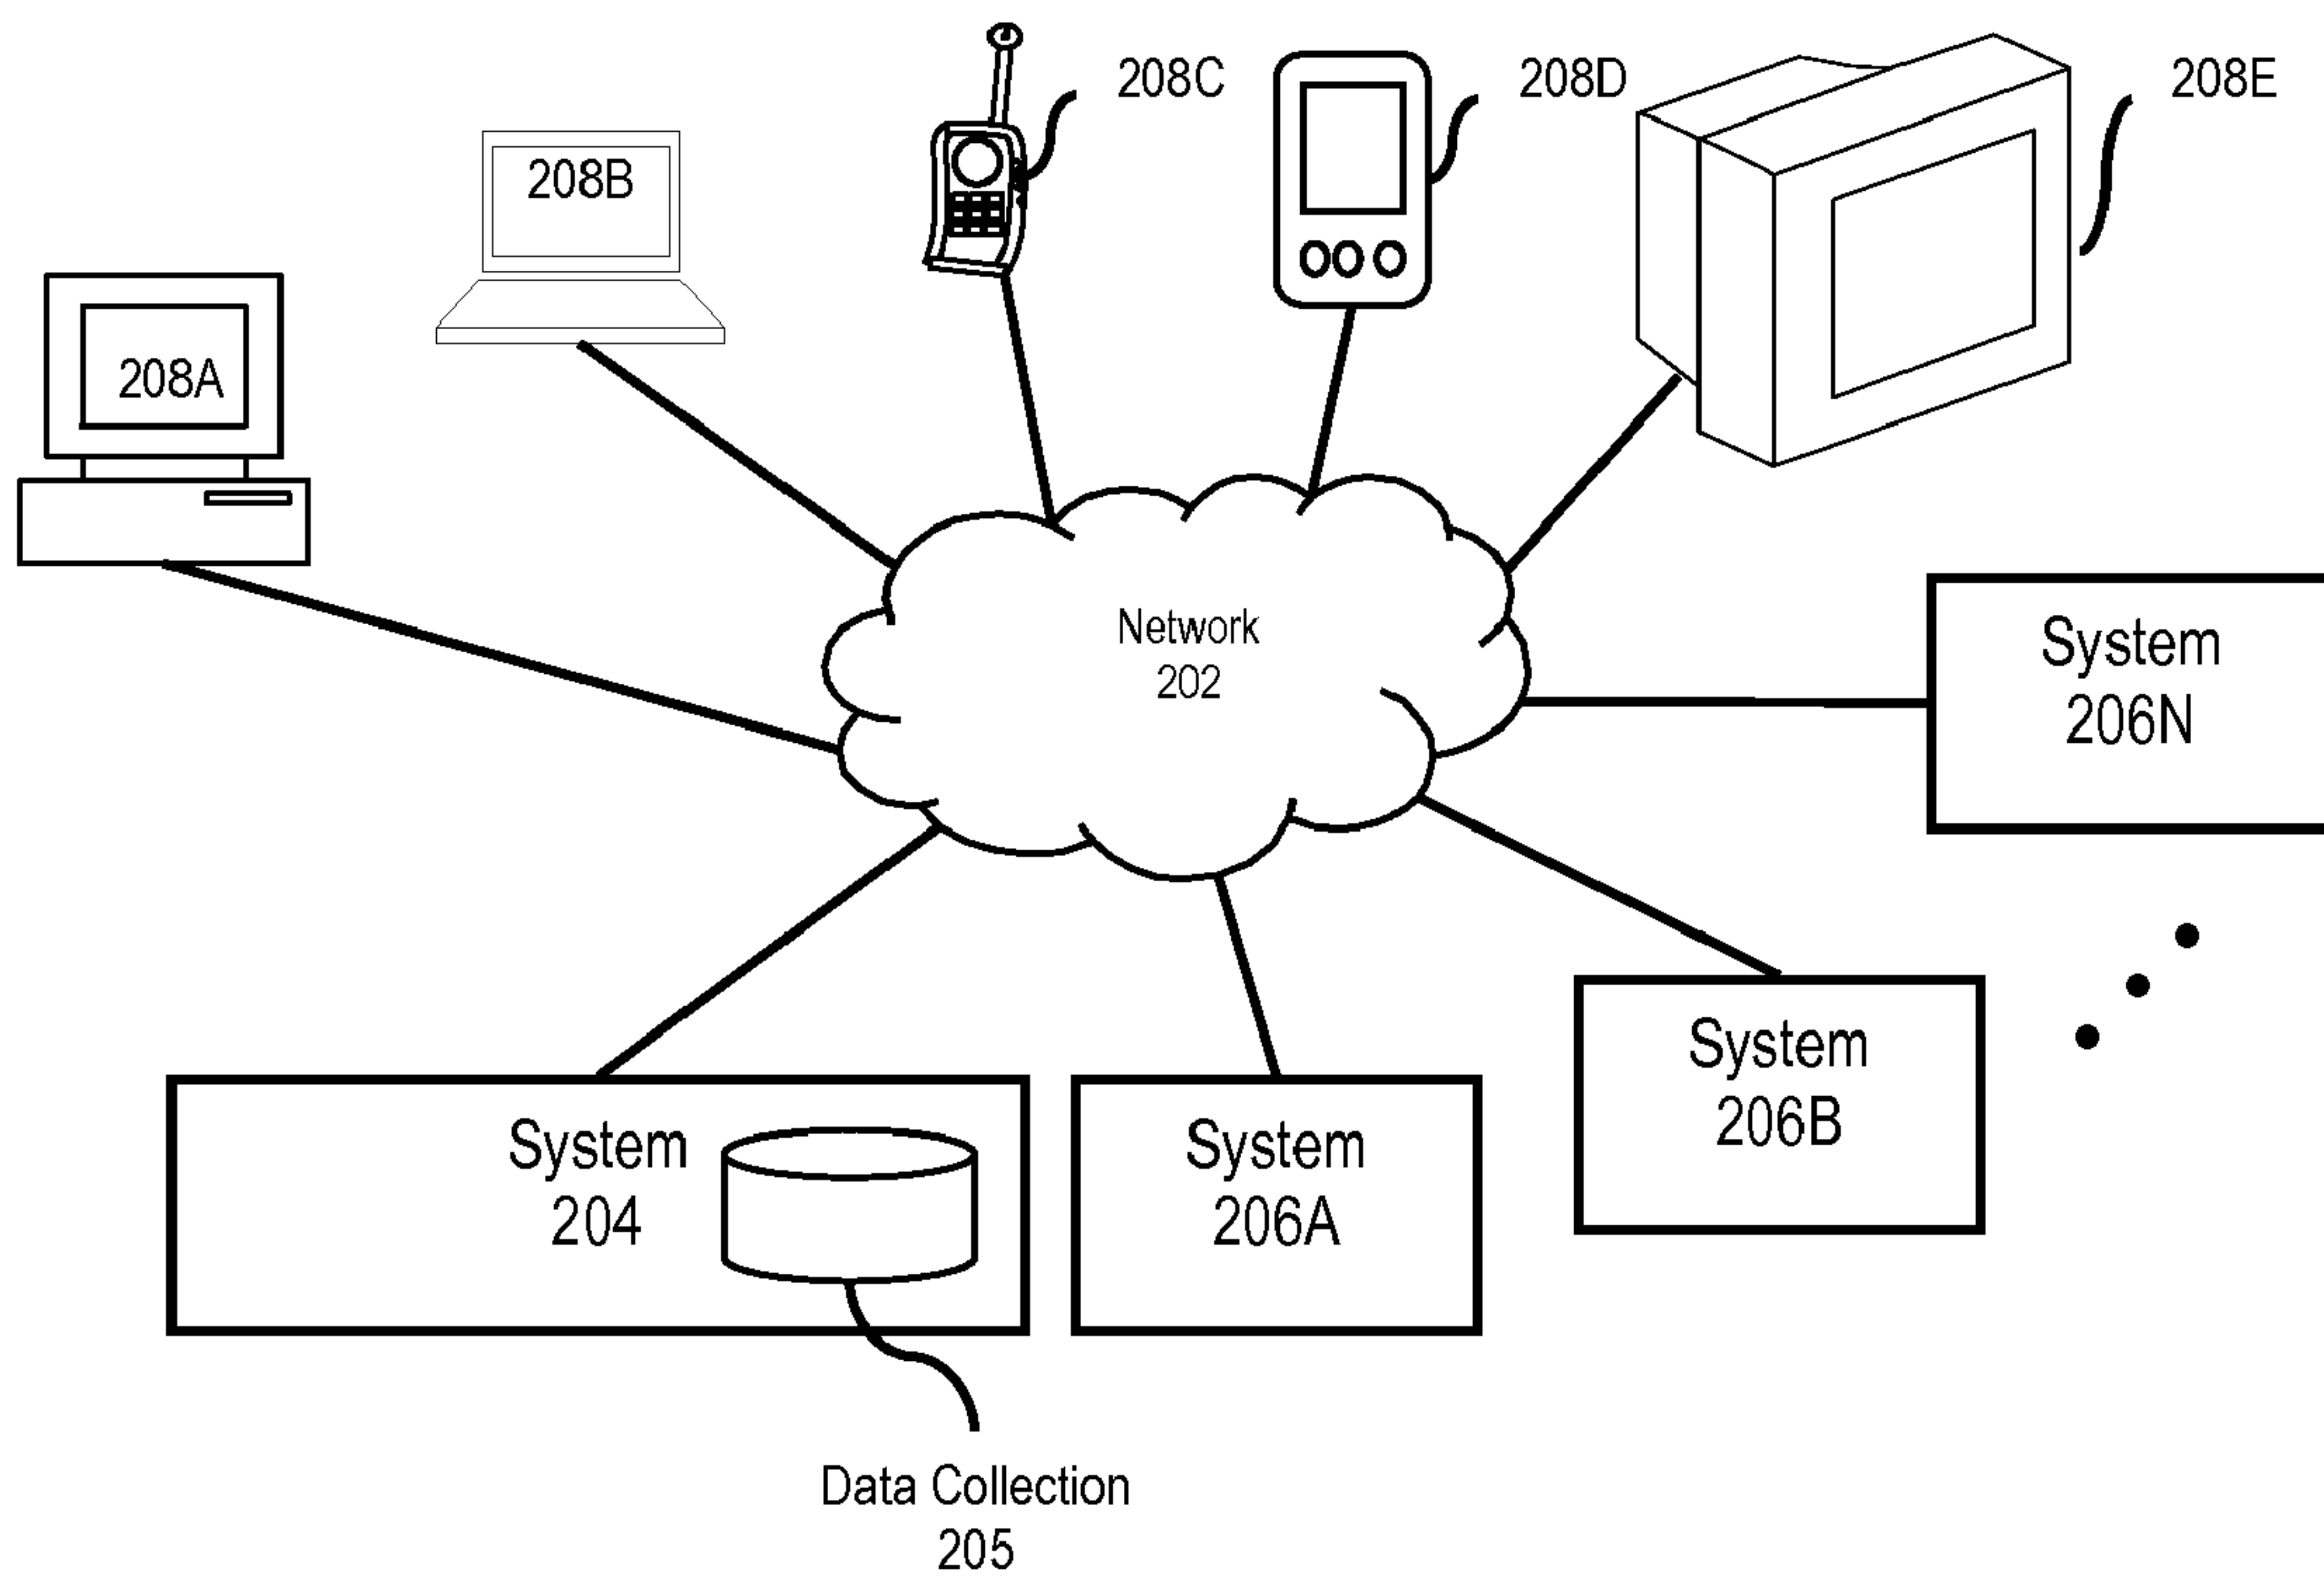 208C
208D
208E
208B
208A
Network
202
System
206N
System
206B
System
204
System
206A
Data Collection
205